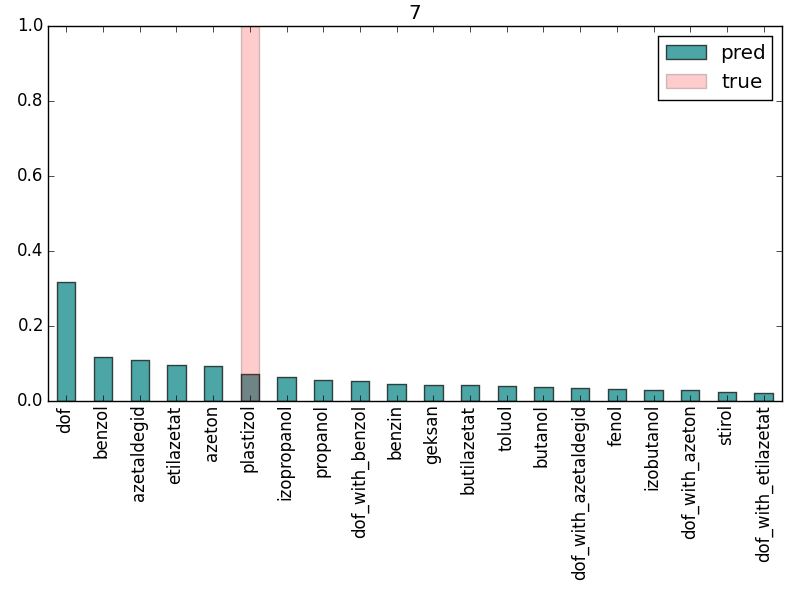 7
pred
true
1.0
0.8
0.6
0.4
0.2
0.0
dof
benzol
azetaldegid
etilazetat
azeton
plastizol
izopropanol
propanol
dof_with_benzol
benzin
geksan
butilazetat
toluol
butanol
dof_with_azetaldegid
fenol
izobutanol
dof_with_azeton
stirol
dof_with_etilazetat